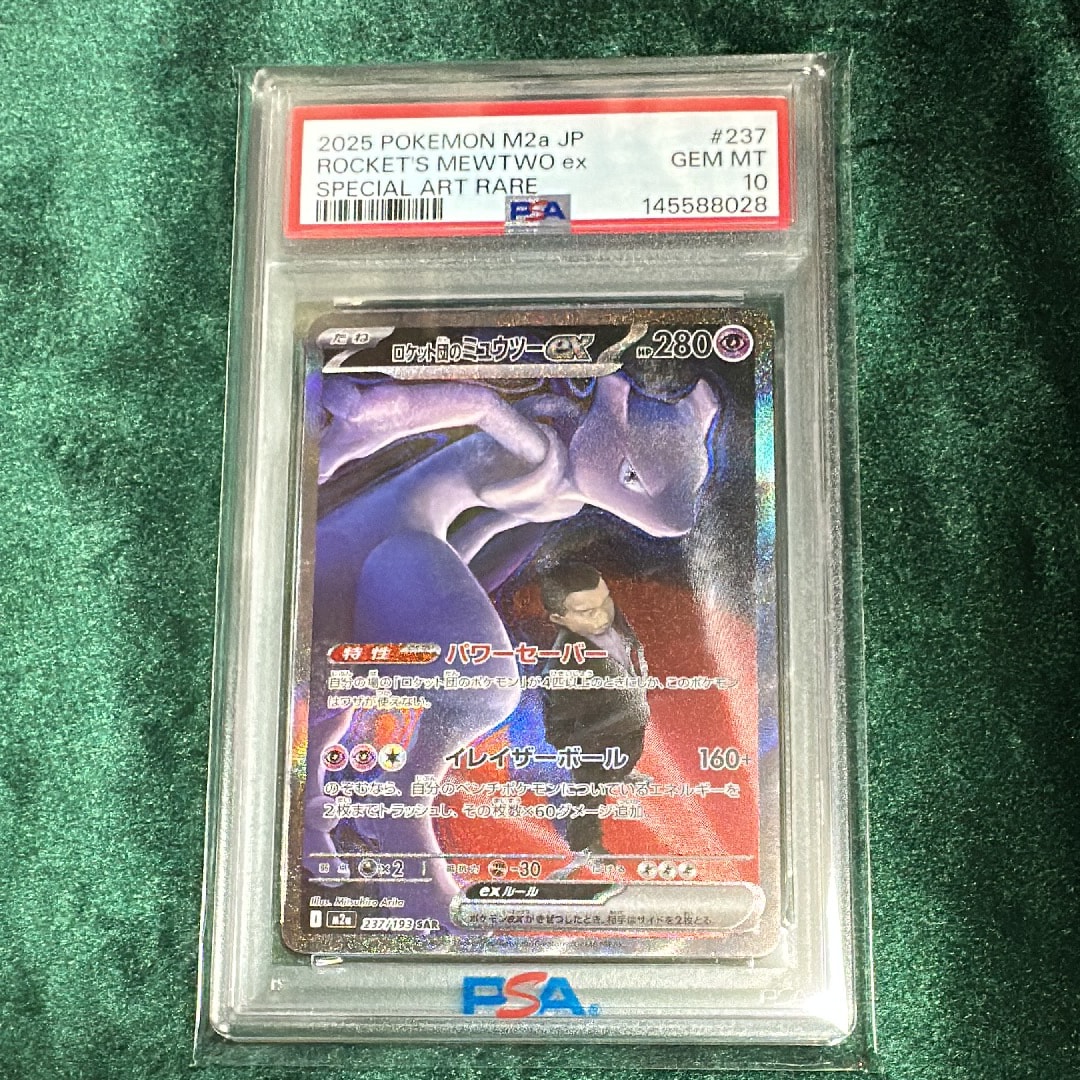 2025 POKEMON M2a JP #237
ROCKET'S MEWTWO ex GEM MT
SPECIAL ART RARE 10
PSA 145588028
たね ロケット団のミュウツーex HP280
特性 パワーセーバー
自分の場の「ロケット団のポケモン」が4匹以上のときにしか、このポケモン
はワザが使えない。
イレイザーボール 160+
のぞむなら、自分のベンチポケモンについているエネルギーを
2枚までトラッシュし、その枚数×60ダメージ追加。
×2 抵抗力 -30 にげる
exルール
Illus. Mitsuhiro Arita
ポケモンexがきぜつしたとき、相手はサイドを2枚とる。
I m2a 237/193 SAR
PSA